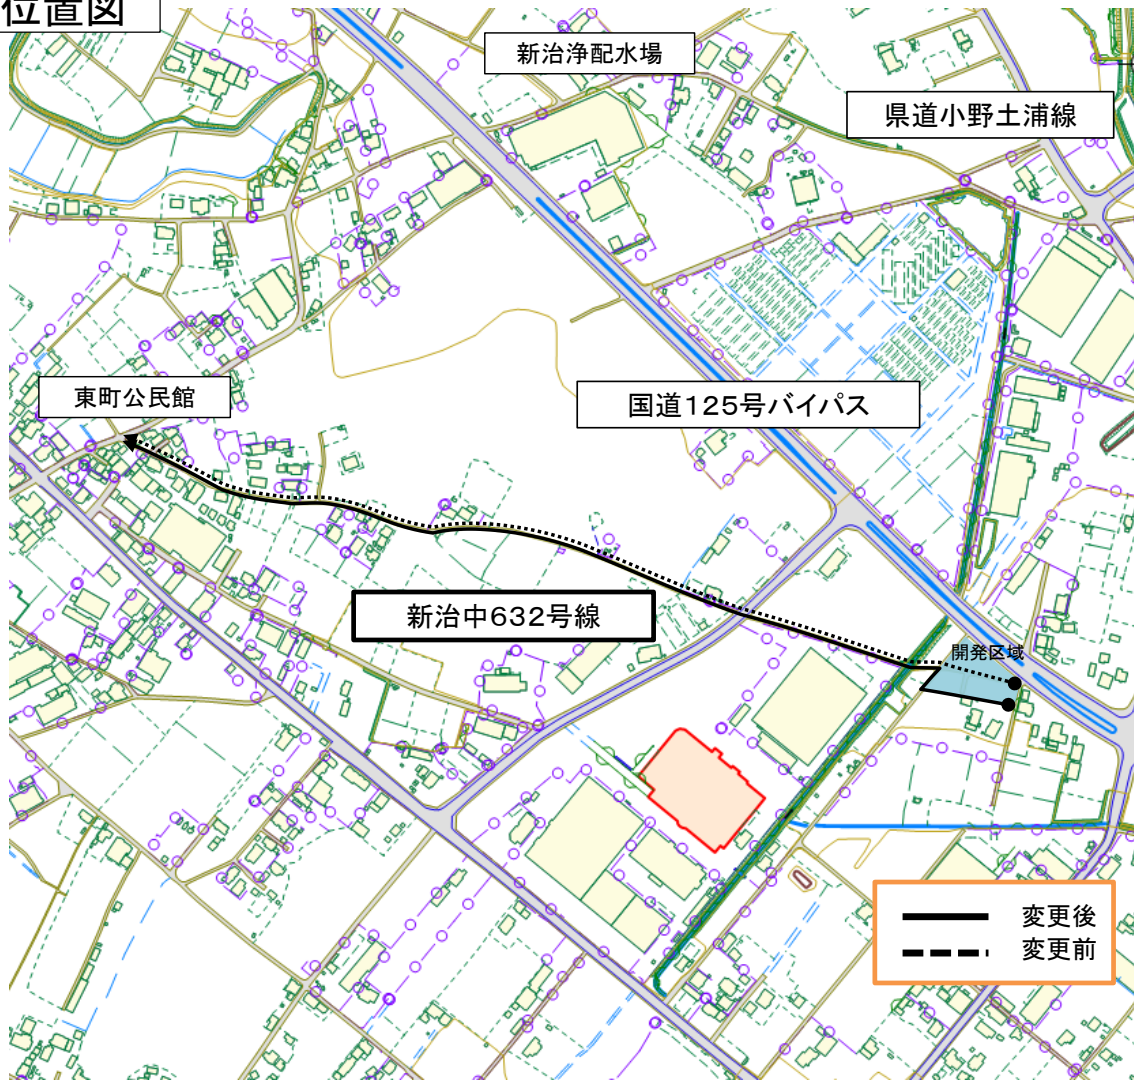 位置図
新治浄配水場
県道小野土浦線
東町公民館
国道125号バイパス
新治中632号線
開発区域
変更後
変更前